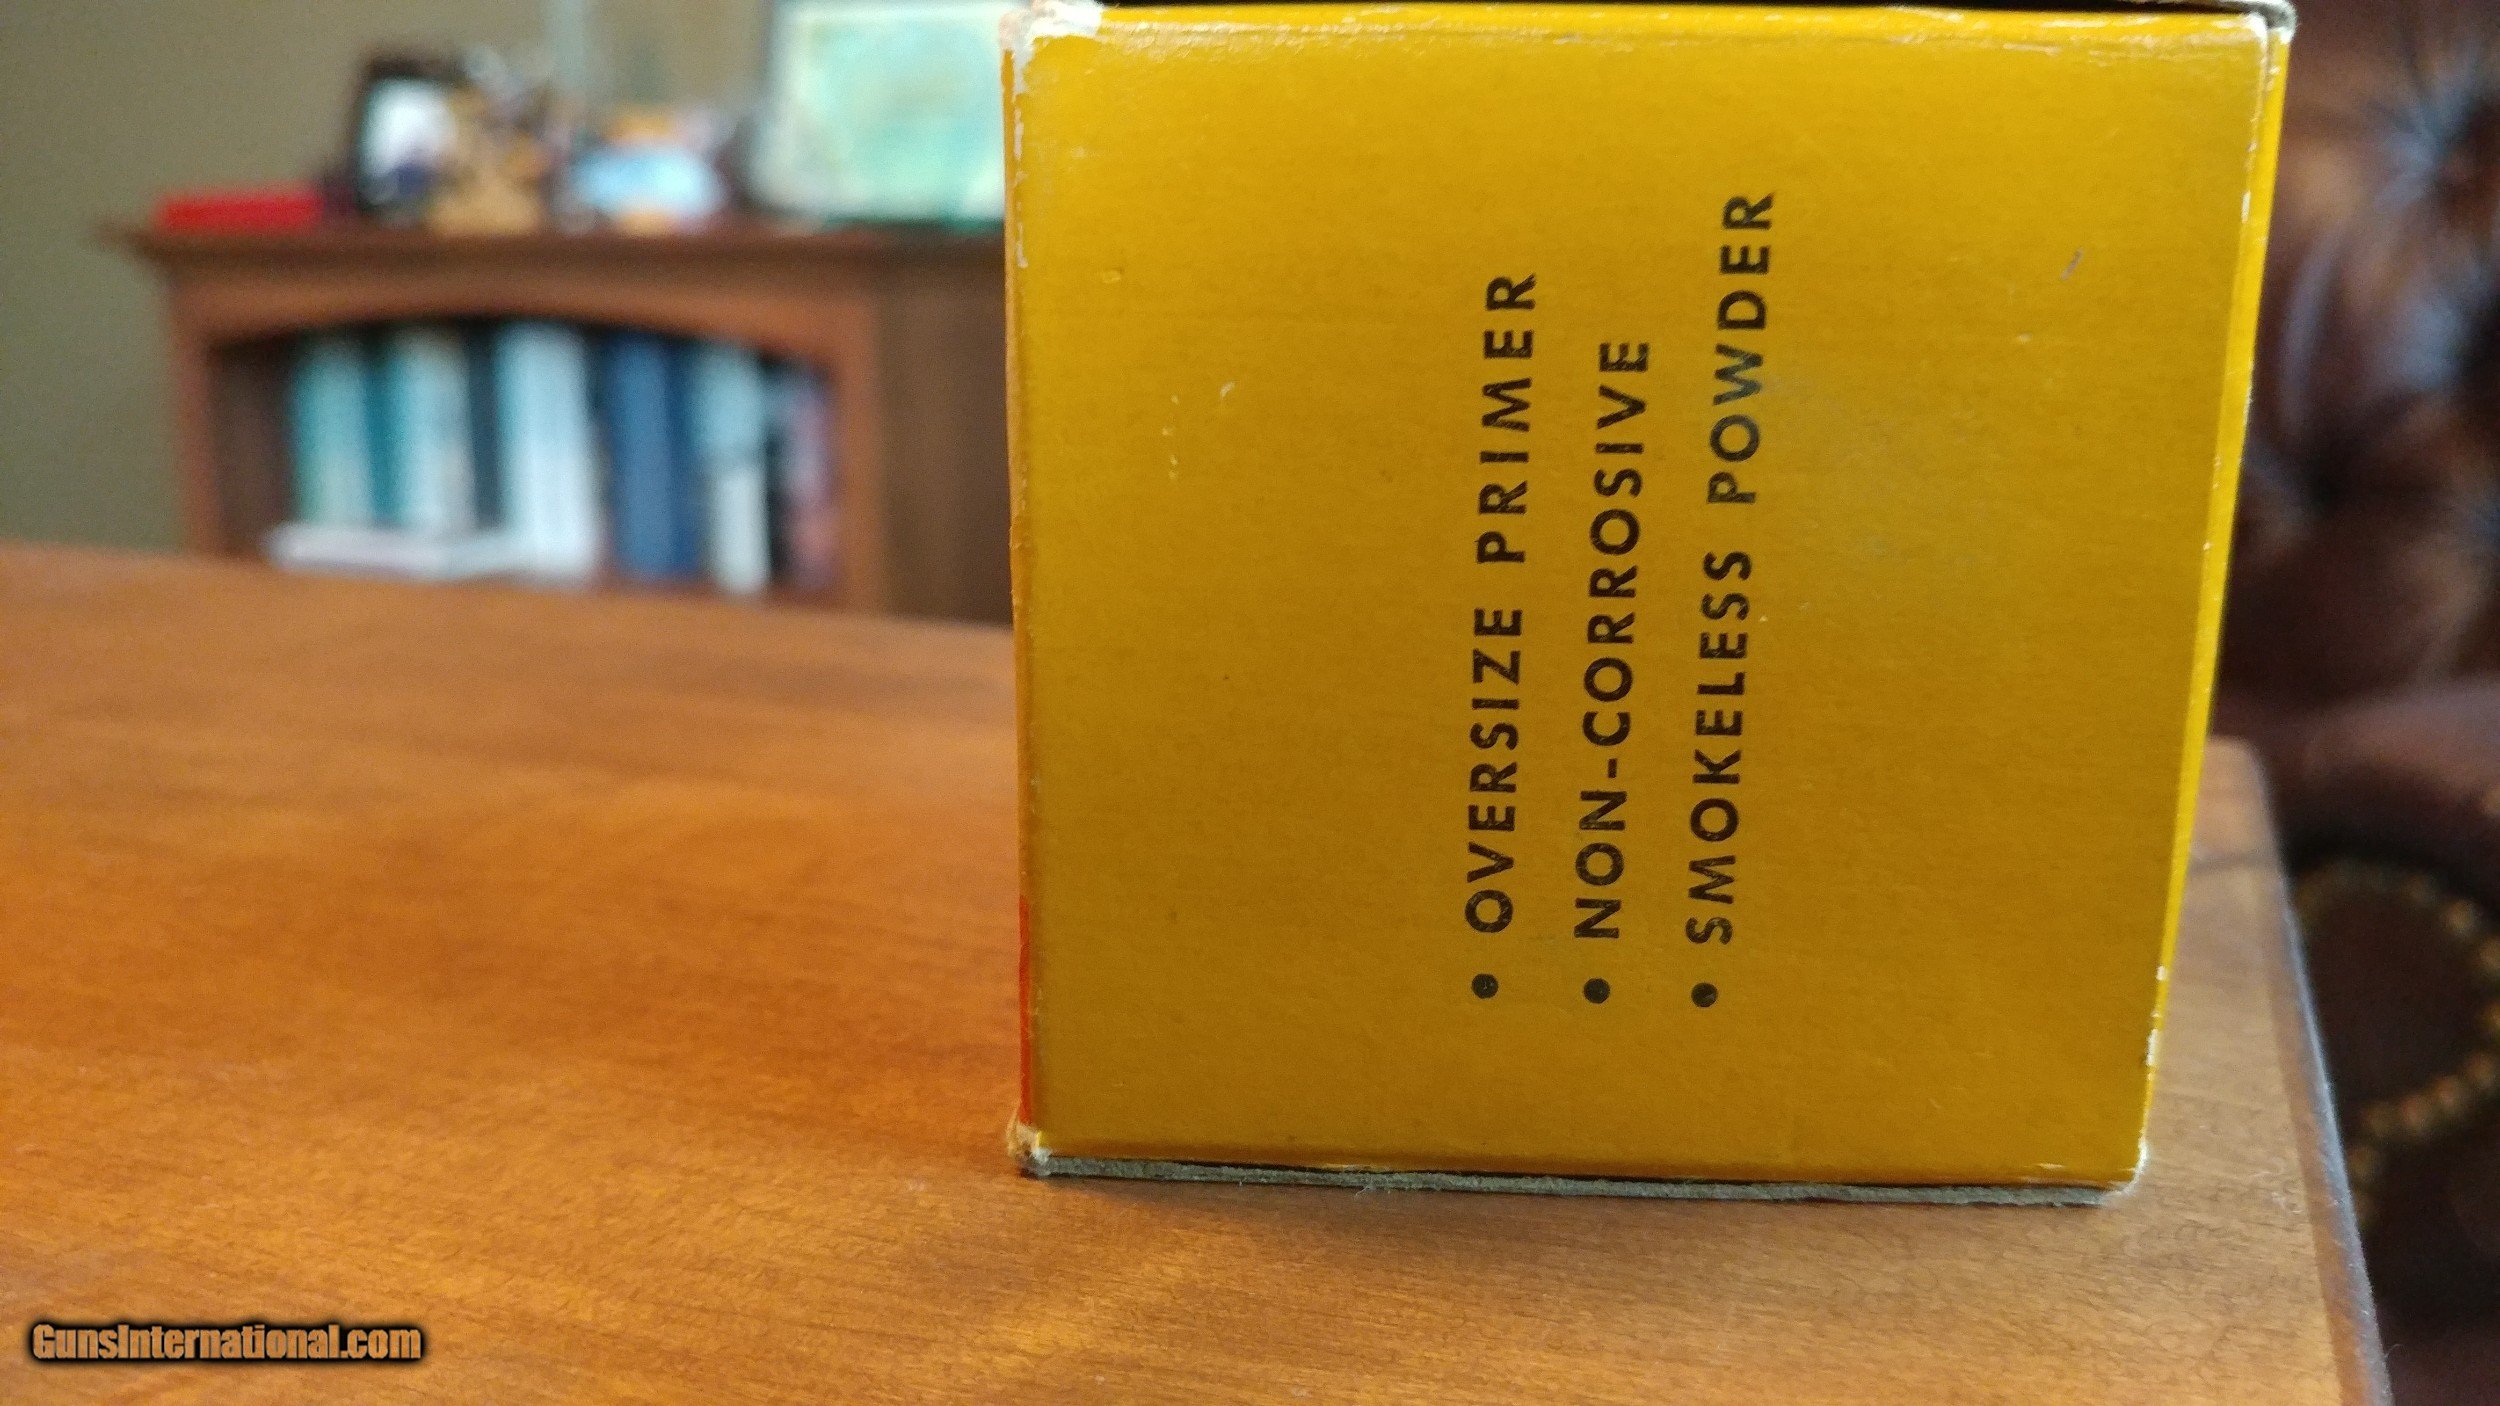 • OVERSIZE PRIMER
• NON-CORROSIVE
• SMOKELESS POWDER
GunsInternational.com